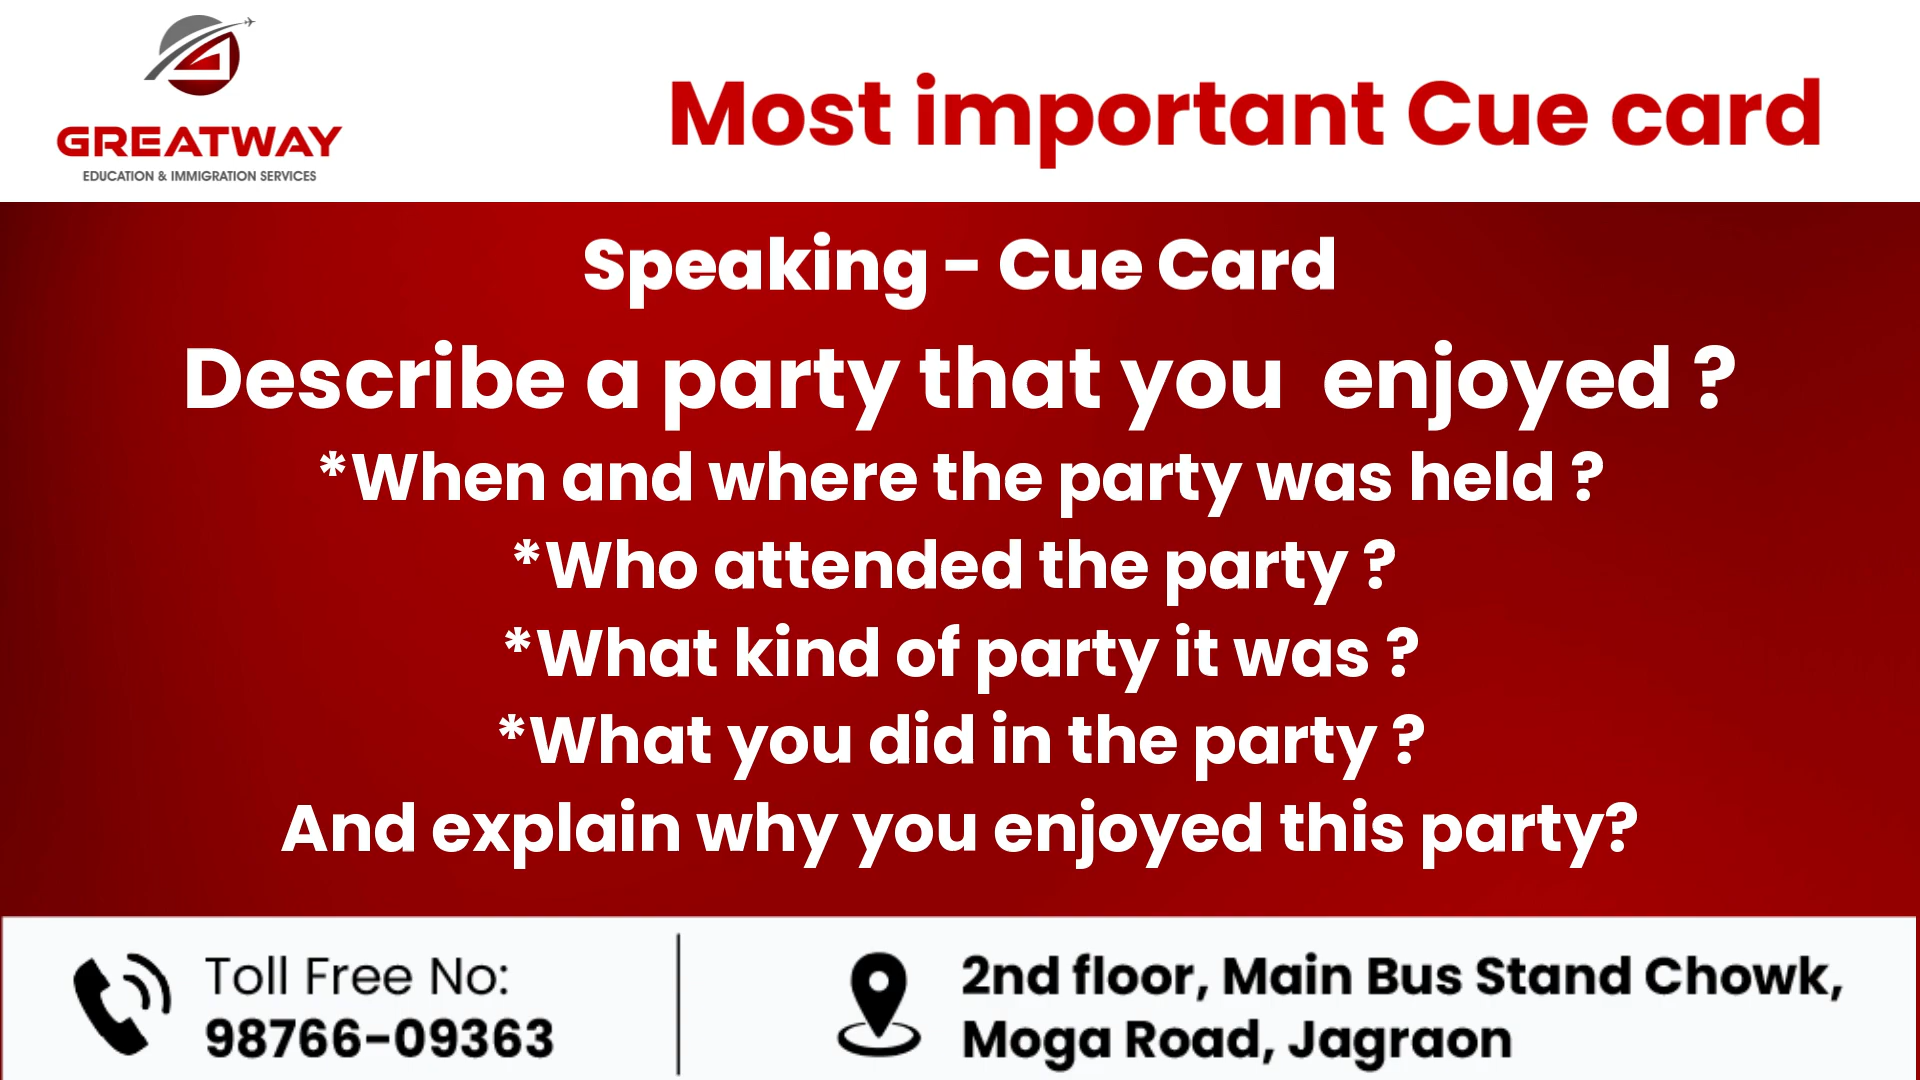 GREATWAY
EDUCATION & IMMIGRATION SERVICES
Most important Cue card
Speaking - Cue Card
Describe a party that you  enjoyed ?
*When and where the party was held ?
*Who attended the party ?
*What kind of party it was ?
*What you did in the party ?
And explain why you enjoyed this party?
Toll Free No:
98766-09363
2nd floor, Main Bus Stand Chowk,
Moga Road, Jagraon